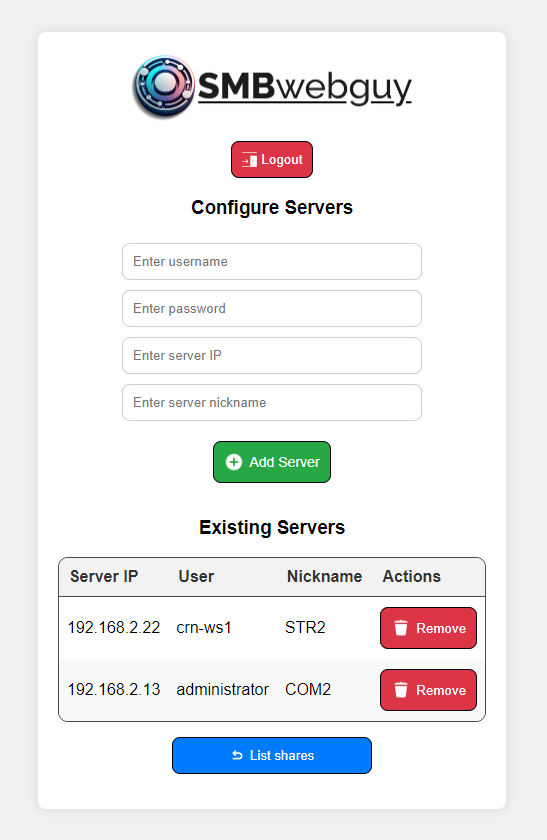 SMBwebguy
Logout
Configure Servers
Enter username
Enter password
Enter server IP
Enter server nickname
Add Server
Existing Servers
Server IP User Nickname Actions
192.168.2.22 crn-ws1 STR2 Remove
192.168.2.13 administrator COM2 Remove
List shares